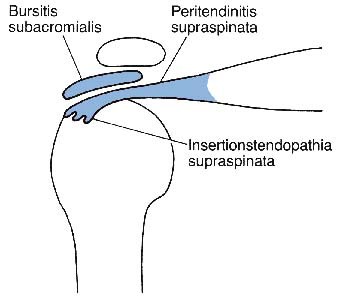 Bursitis
subacromialis
Peritendinitis
supraspinata
Insertionstendopathia
supraspinata